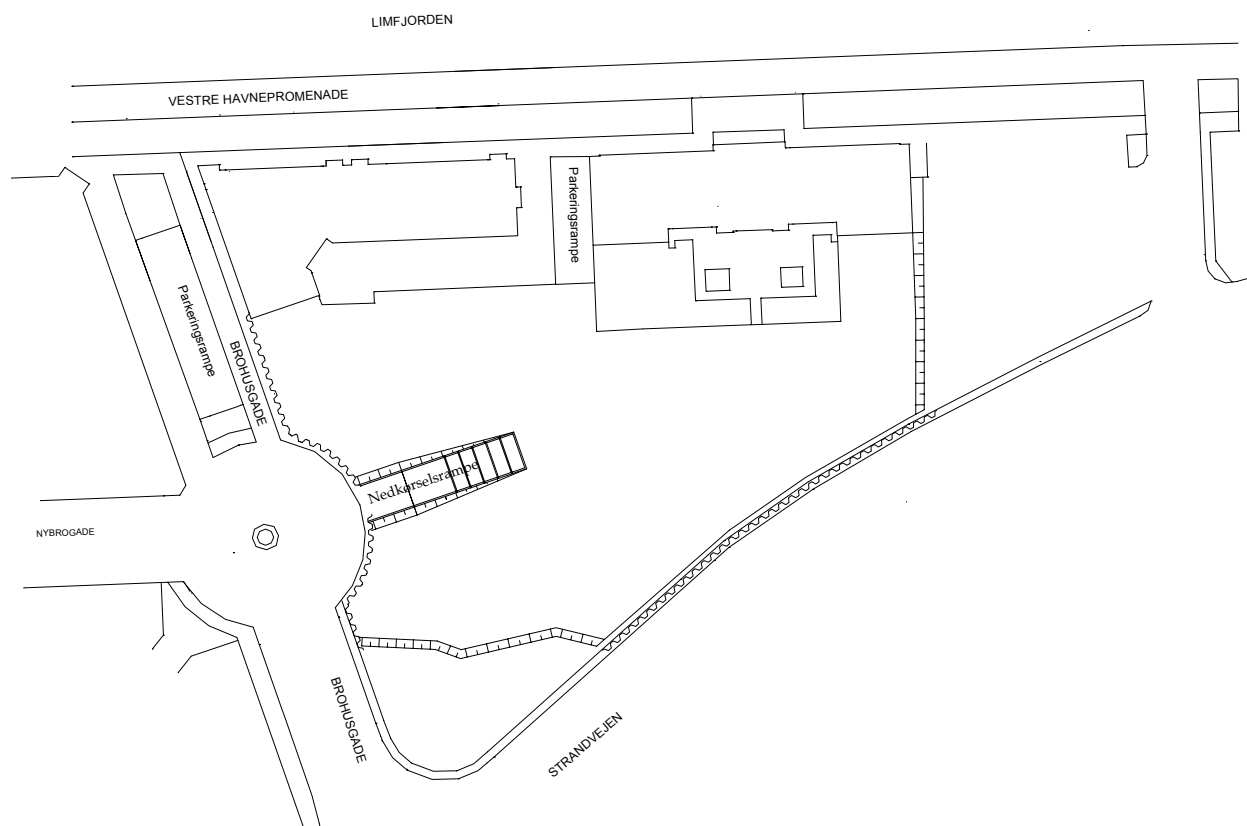 LIMFJORDEN
VESTRE HAVNEPROMENADE
Parkeringsrampe
Parkeringsrampe
BROHUSGADE
Nedkørselsrampe
NYBROGADE
BROHUSGADE
STRANDVEJEN